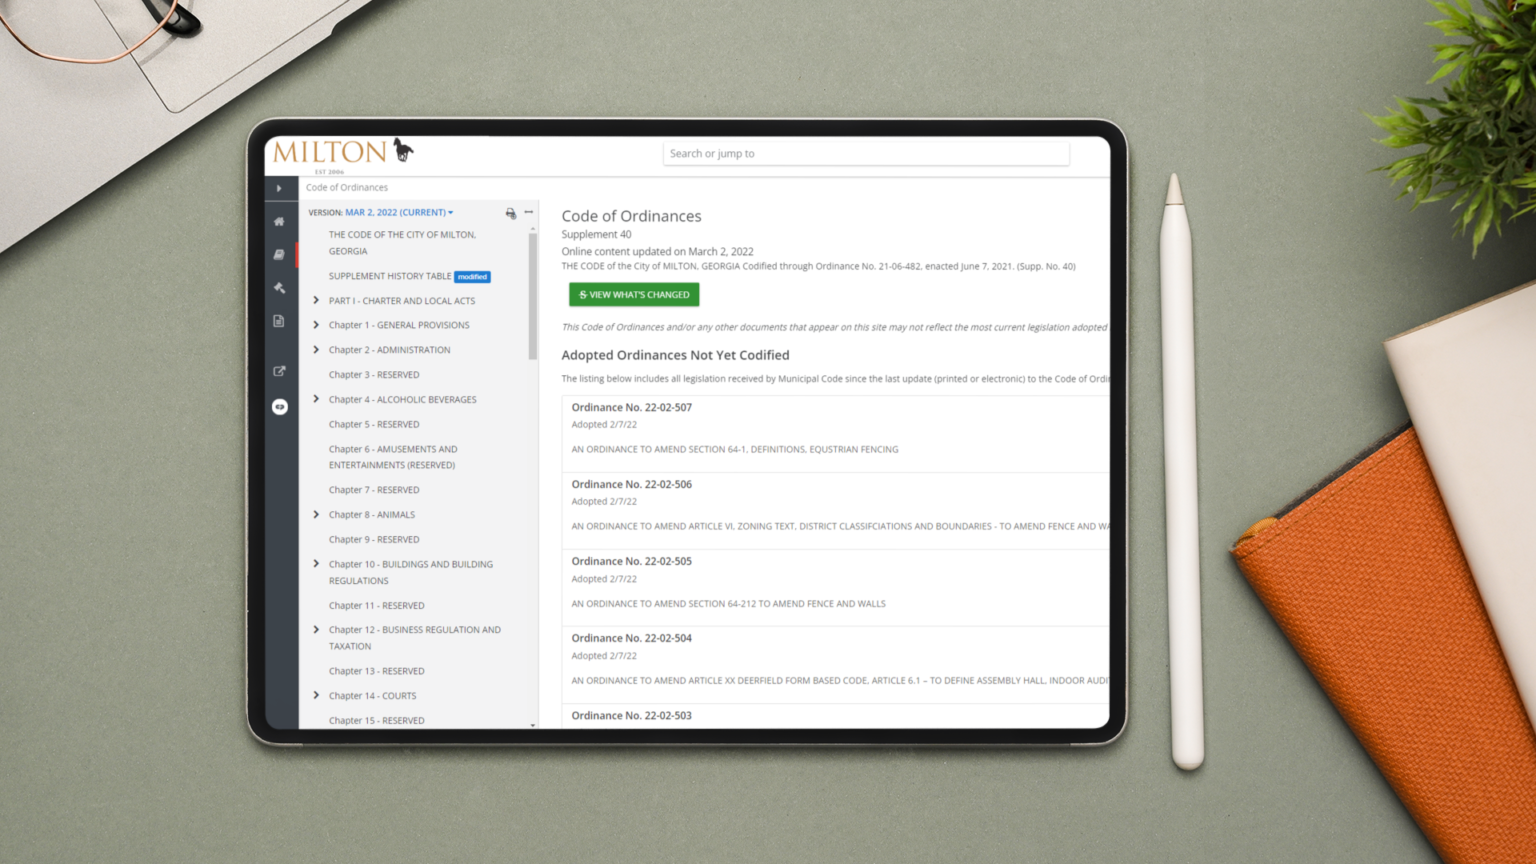 MILTON
EST 2006
Search or jump to
Code of Ordinances
VERSION: MAR 2, 2022 (CURRENT)
THE CODE OF THE CITY OF MILTON,
GEORGIA
SUPPLEMENT HISTORY TABLE modified
PART I - CHARTER AND LOCAL ACTS
Chapter 1 - GENERAL PROVISIONS
Chapter 2 - ADMINISTRATION
Chapter 3 - RESERVED
Chapter 4 - ALCOHOLIC BEVERAGES
Chapter 5 - RESERVED
Chapter 6 - AMUSEMENTS AND
ENTERTAINMENTS (RESERVED)
Chapter 7 - RESERVED
Chapter 8 - ANIMALS
Chapter 9 - RESERVED
Chapter 10 - BUILDINGS AND BUILDING
REGULATIONS
Chapter 11 - RESERVED
Chapter 12 - BUSINESS REGULATION AND
TAXATION
Chapter 13 - RESERVED
Chapter 14 - COURTS
Chapter 15 - RESERVED
Code of Ordinances
Supplement 40
Online content updated on March 2, 2022
THE CODE of the City of MILTON, GEORGIA Codified through Ordinance No. 21-06-482, enacted June 7, 2021. (Supp. No. 40)
VIEW WHAT'S CHANGED
This Code of Ordinances and/or any other documents that appear on this site may not reflect the most current legislation adopted
Adopted Ordinances Not Yet Codified
The listing below includes all legislation received by Municipal Code since the last update (printed or electronic) to the Code of Ordi
Ordinance No. 22-02-507
Adopted 2/7/22
AN ORDINANCE TO AMEND SECTION 64-1, DEFINITIONS, EQUSTRIAN FENCING
Ordinance No. 22-02-506
Adopted 2/7/22
AN ORDINANCE TO AMEND ARTICLE VI, ZONING TEXT, DISTRICT CLASSIFCIATIONS AND BOUNDARIES - TO AMEND FENCE AND WA
Ordinance No. 22-02-505
Adopted 2/7/22
AN ORDINANCE TO AMEND SECTION 64-212 TO AMEND FENCE AND WALLS
Ordinance No. 22-02-504
Adopted 2/7/22
AN ORDINANCE TO AMEND ARTICLE XX DEERFIELD FORM BASED CODE, ARTICLE 6.1 – TO DEFINE ASSEMBLY HALL, INDOOR AUDI
Ordinance No. 22-02-503